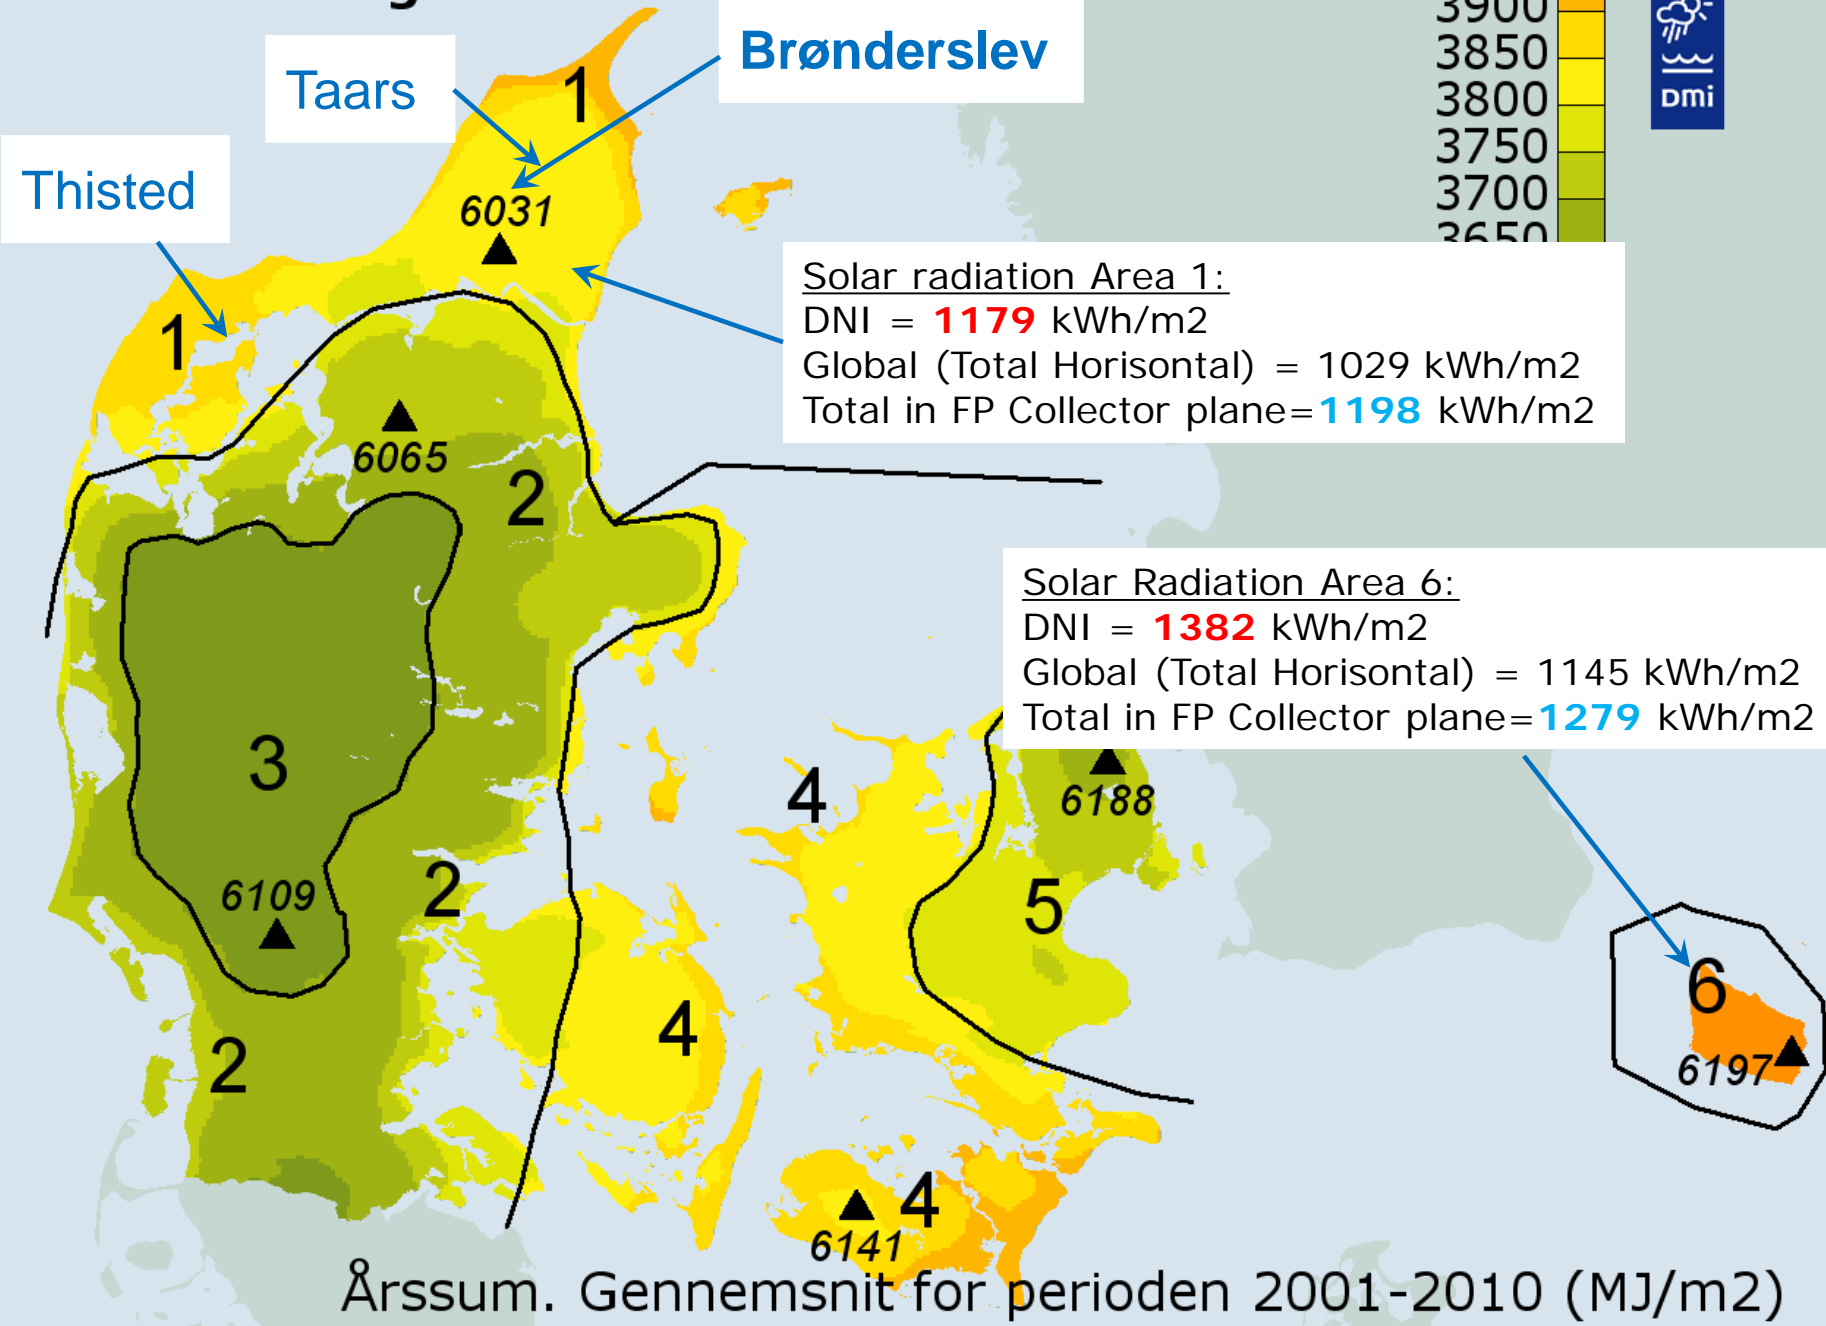 Brønderslev
Taars
Thisted
3900
3850
3800
3750
3700
3650
DMi
1
6031
1
Solar radiation Area 1:
DNI = 1179 kWh/m2
Global (Total Horisontal) = 1029 kWh/m2
Total in FP Collector plane=1198 kWh/m2
6065
2
Solar Radiation Area 6:
DNI = 1382 kWh/m2
Global (Total Horisontal) = 1145 kWh/m2
Total in FP Collector plane=1279 kWh/m2
3
4
6188
6109
2
5
6
4
2
6197
4
6141
Årssum. Gennemsnit for perioden 2001-2010 (MJ/m2)